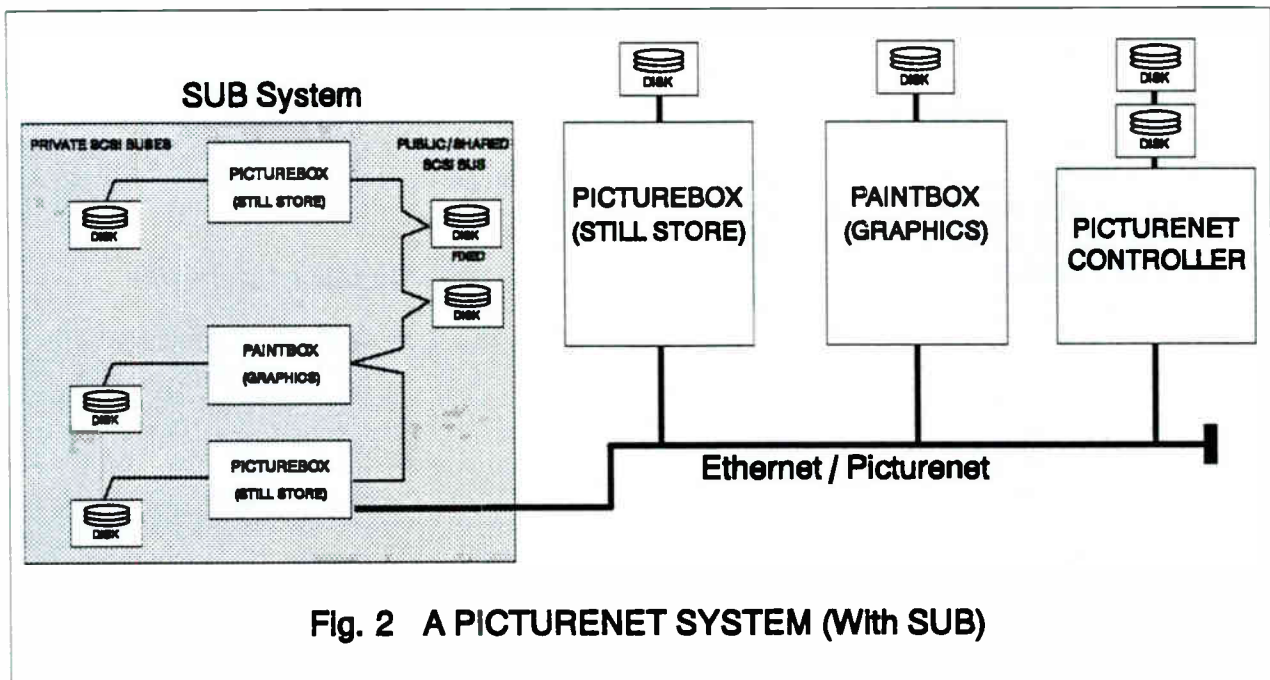 SUB System
PRIVATE SCSI BUSES
PUBLIC/SHARED
SCSI BUS
PICTUREBOX
(STILL STORE)
DISK
DISK
FIXED
DISK
PAINTBOX
(GRAPHICS)
DISK
PICTUREBOX
(STILL STORE)
DISK
DISK
PICTUREBOX
(STILL STORE)
DISK
PAINTBOX
(GRAPHICS)
DISK
DISK
PICTURENET
CONTROLLER
Ethernet / Picturenet
Fig. 2 A PICTURENET SYSTEM (With SUB)